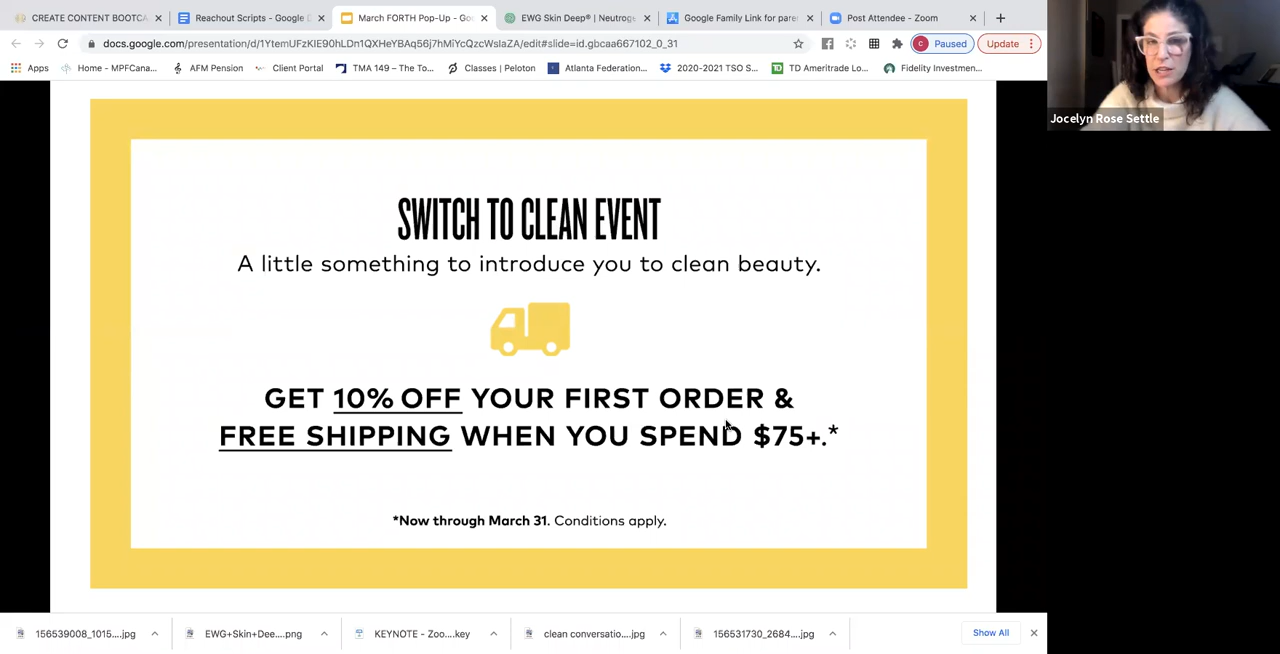 CREATE CONTENT BOOTCA
Reachout Scripts - Google D
March FORTH Pop-Up - Go
EWG Skin Deep® | Neutroge
Google Family Link for paren
Post Attendee - Zoom
docs.google.com/presentation/d/1YtemUFzKIE90hLDn1QXHeYBAq56j7hMiYcQzcWsIaZA/edit#slide=id.gbcaa667102_0_31
C Paused
Update
Apps
Home - MPFCana...
AFM Pension
Client Portal
TMA 149 – The To...
Classes | Peloton
Atlanta Federation...
2020-2021 TSO S...
TD Ameritrade Lo...
Fidelity Investmen...
Jocelyn Rose Settle
SWITCH TO CLEAN EVENT
A little something to introduce you to clean beauty.
GET 10% OFF YOUR FIRST ORDER &
FREE SHIPPING WHEN YOU SPEND $75+.*
*Now through March 31. Conditions apply.
156539008_1015....jpg
EWG+Skin+Dee....png
KEYNOTE - Zoo....key
clean conversatio....jpg
156531730_2684....jpg
Show All